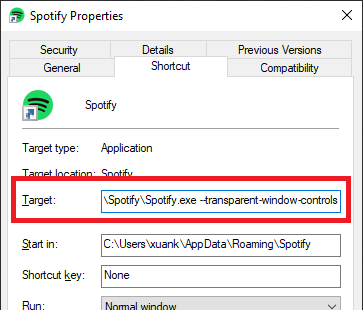 Spotify Properties
Security Details Previous Versions
General Shortcut Compatibility
Spotify
Target type: Application
Target location: Spotify
Target: \Spotify\Spotify.exe --transparent-window-controls
Start in: C:\Users\xuank\AppData\Roaming\Spotify
Shortcut key: None
Run: Normal window